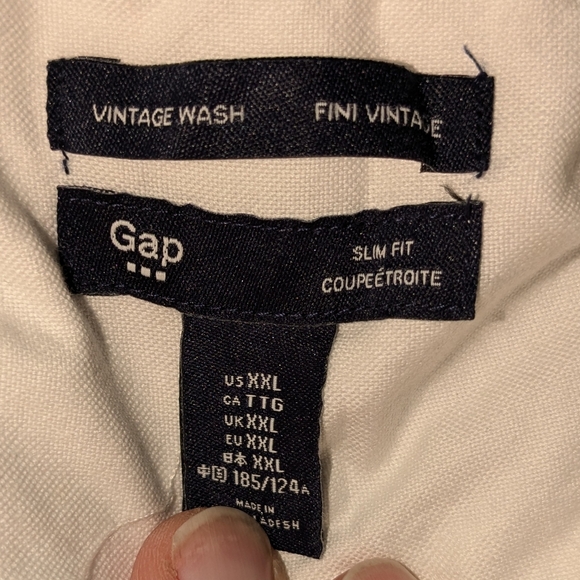 VINTAGE WASH FINI VINTAGE
Gap
SLIM FIT
COUPEÉTROITE
US XXL
CA TTG
UK XXL
EU XXL
日本 XXL
中国 185/124A
MADE IN